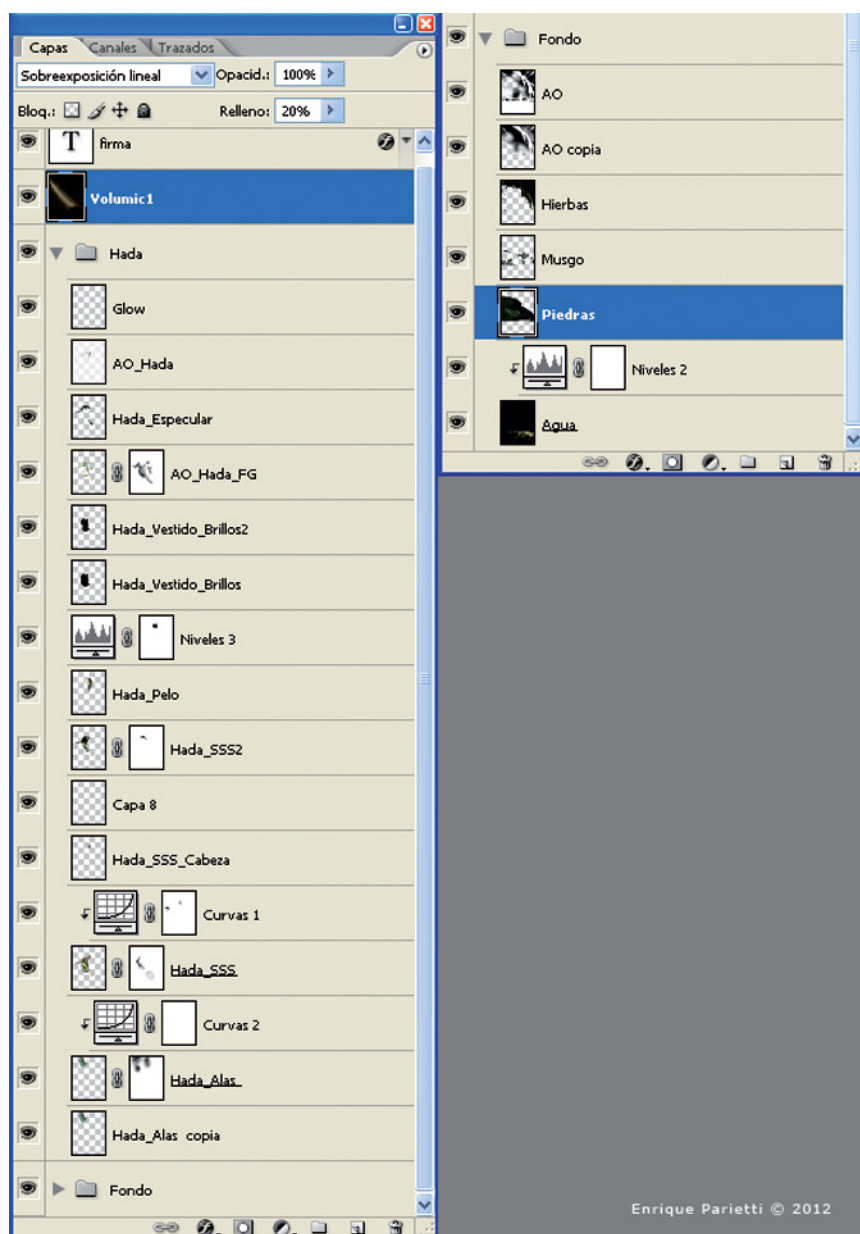 Capas Canales Trazados
Sobreexposición lineal Opacid.: 100%
Bloq.: Relleno: 20%
T firma
Volumic1
Hada
Glow
AO_Hada
Hada_Especular
AO_Hada_FG
Hada_Vestido_Brillos2
Hada_Vestido_Brillos
Niveles 3
Hada_Pelo
Hada_SSS2
Capa 8
Hada_SSS_Cabeza
Curvas 1
Hada_SSS
Curvas 2
Hada_Alas
Hada_Alas copia
Fondo
Fondo
AO
AO copia
Hierbas
Musgo
Piedras
Niveles 2
Agua
Enrique Parietti © 2012